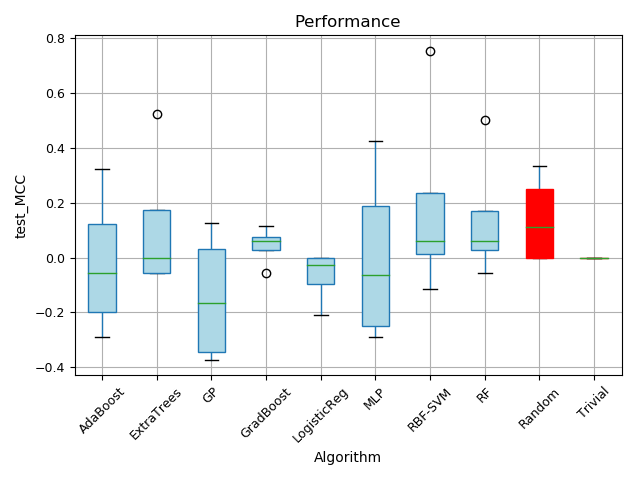 Performance
0.8
0.6
0.4
0.2
0.0
−0.2
−0.4
test_MCC
AdaBoost
ExtraTrees
GP
GradBoost
LogisticReg
MLP
RBF-SVM
RF
Random
Trivial
Algorithm